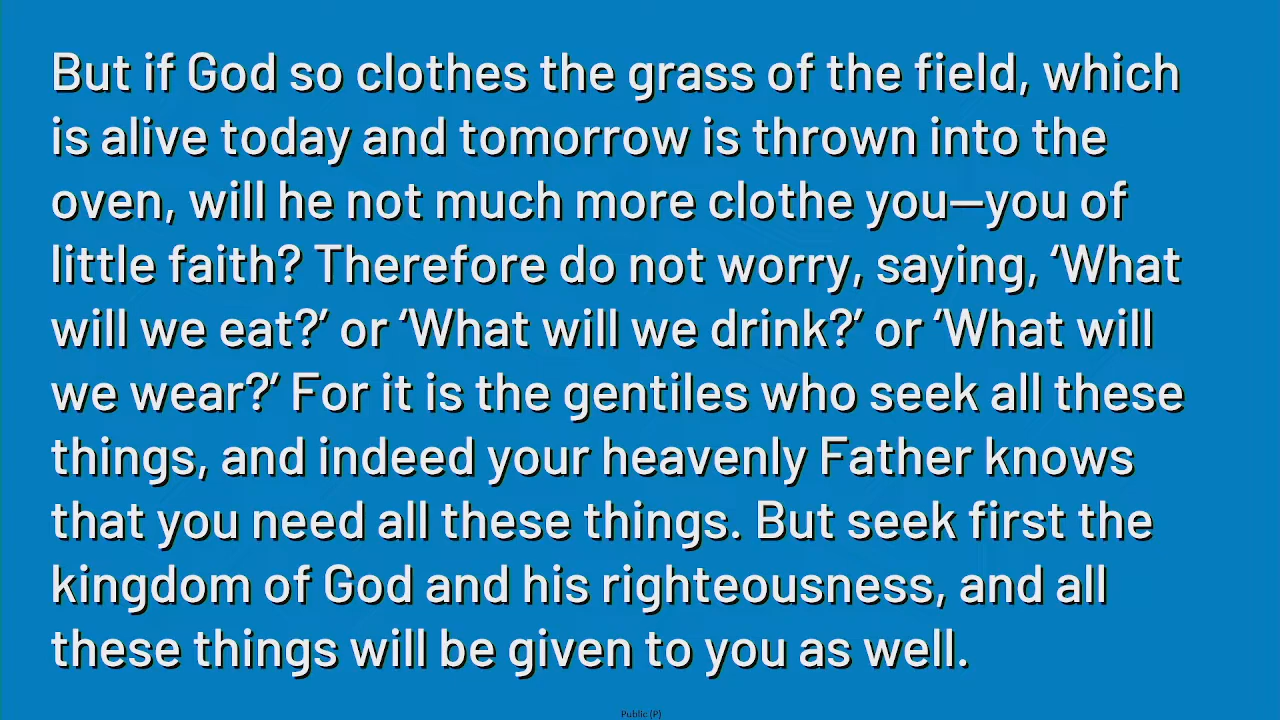 But if God so clothes the grass of the field, which
is alive today and tomorrow is thrown into the
oven, will he not much more clothe you—you of
little faith? Therefore do not worry, saying, ‘What
will we eat?’ or ‘What will we drink?’ or ‘What will
we wear?’ For it is the gentiles who seek all these
things, and indeed your heavenly Father knows
that you need all these things. But seek first the
kingdom of God and his righteousness, and all
these things will be given to you as well.
Public (P)